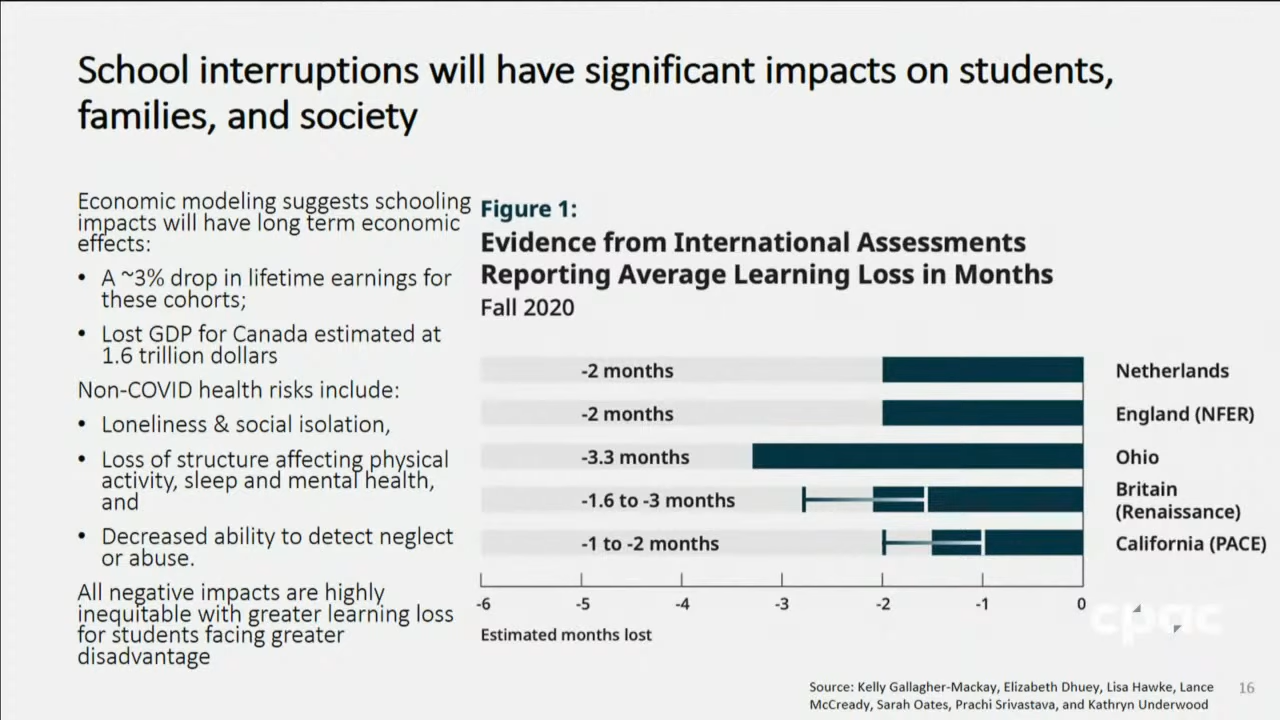 School interruptions will have significant impacts on students,
families, and society
Economic modeling suggests schooling
impacts will have long term economic
effects:
• A ~3% drop in lifetime earnings for
these cohorts;
• Lost GDP for Canada estimated at
1.6 trillion dollars
Non-COVID health risks include:
• Loneliness & social isolation,
• Loss of structure affecting physical
activity, sleep and mental health,
and
• Decreased ability to detect neglect
or abuse.
All negative impacts are highly
inequitable with greater learning loss
for students facing greater
disadvantage
Figure 1:
Evidence from International Assessments
Reporting Average Learning Loss in Months
Fall 2020
-2 months Netherlands
-2 months England (NFER)
-3.3 months Ohio
-1.6 to -3 months Britain
(Renaissance)
-1 to -2 months California (PACE)
-6 -5 -4 -3 -2 -1 0
Estimated months lost
cpac
Source: Kelly Gallagher-Mackay, Elizabeth Dhuey, Lisa Hawke, Lance
McCready, Sarah Oates, Prachi Srivastava, and Kathryn Underwood
16